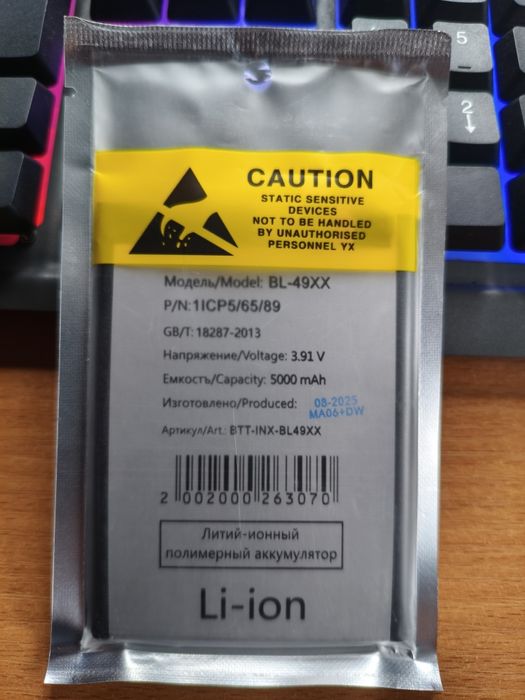 5
2
CAUTION
STATIC SENSITIVE
DEVICES
NOT TO BE HANDLED
BY UNAUTHORISED
PERSONNEL YX
Модель/Model: BL-49XX
P/N:1ICP5/65/89
GB/T: 18287-2013
Напряжение/Voltage: 3.91 V
Емкость/Capacity: 5000 mAh
Изготовлено/Produced: 08-2025
MA06+DW
Артикул/Art.: BTT-INX-BL49XX
2 002000 263070
Литий-ионный
полимерный аккумулятор
Li-ion